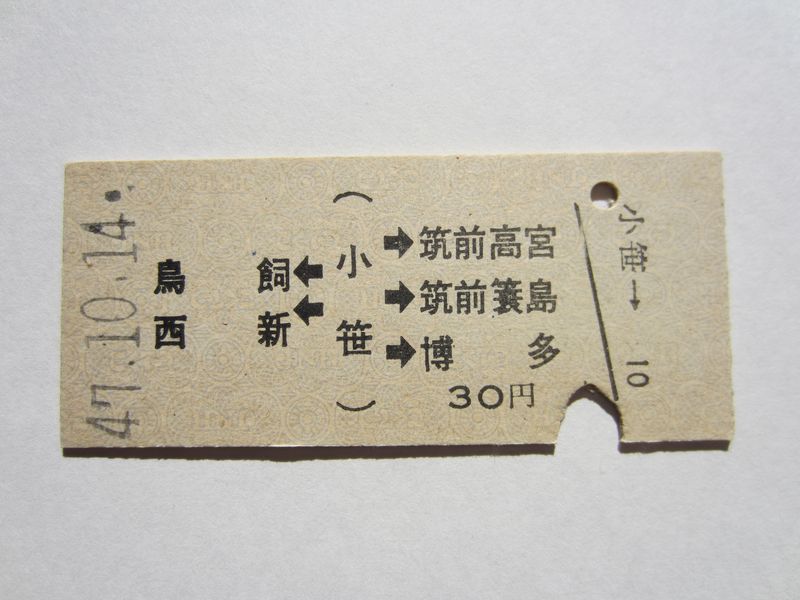 47.10.14.
鳥飼←
西新←
(小笹)
→筑前高宮
→筑前簑島
→博多
30円
小笹→10